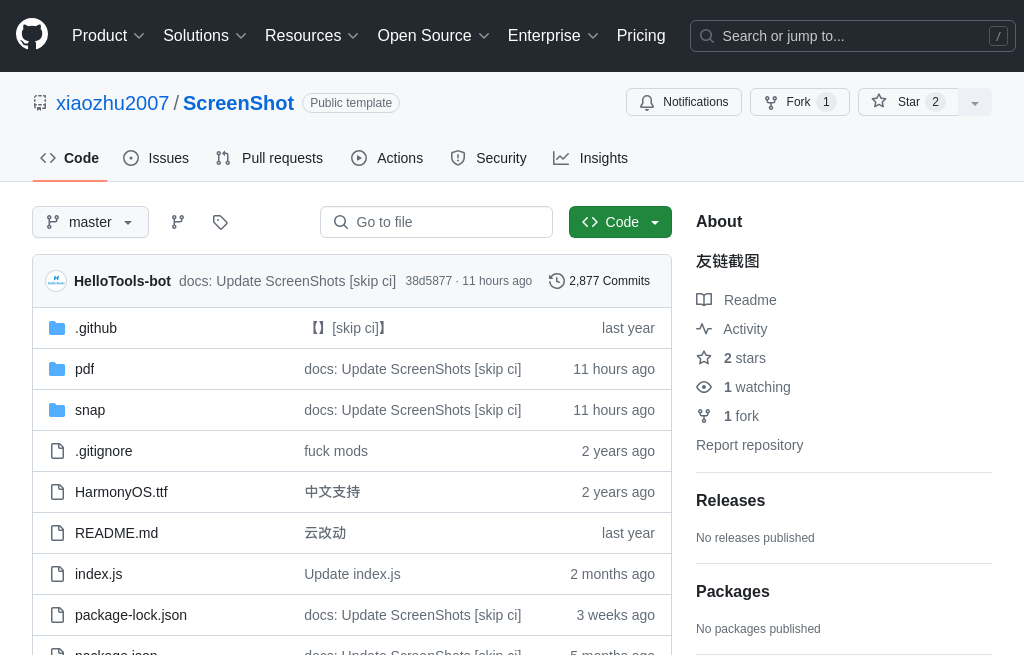 Product Solutions Resources Open Source Enterprise Pricing Search or jump to... /
xiaozhu2007 / ScreenShot Public template Notifications Fork 1 Star 2
Code Issues Pull requests Actions Security Insights
master Go to file Code
HelloTools-bot docs: Update ScreenShots [skip ci] 38d5877 · 11 hours ago 2,877 Commits
.github 【】[skip ci]】 last year
pdf docs: Update ScreenShots [skip ci] 11 hours ago
snap docs: Update ScreenShots [skip ci] 11 hours ago
.gitignore fuck mods 2 years ago
HarmonyOS.ttf 中文支持 2 years ago
README.md 云改动 last year
index.js Update index.js 2 months ago
package-lock.json docs: Update ScreenShots [skip ci] 3 weeks ago
package.json docs: Update ScreenShots [skip ci] 5 months ago
About
友链截图
Readme
Activity
2 stars
1 watching
1 fork
Report repository
Releases
No releases published
Packages
No packages published